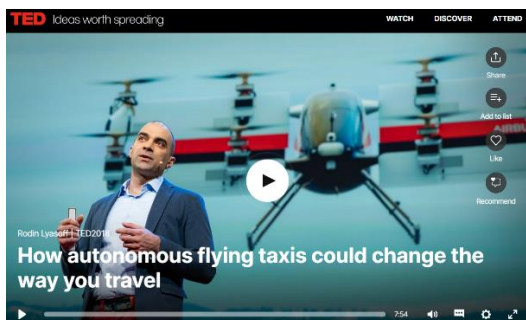 TED Ideas worth spreading
WATCH DISCOVER ATTEND
Share
Add to list
Like
Recommend
AIRBU
Rodin Lyasoff | TED2018
How autonomous flying taxis could change the
way you travel
7:54